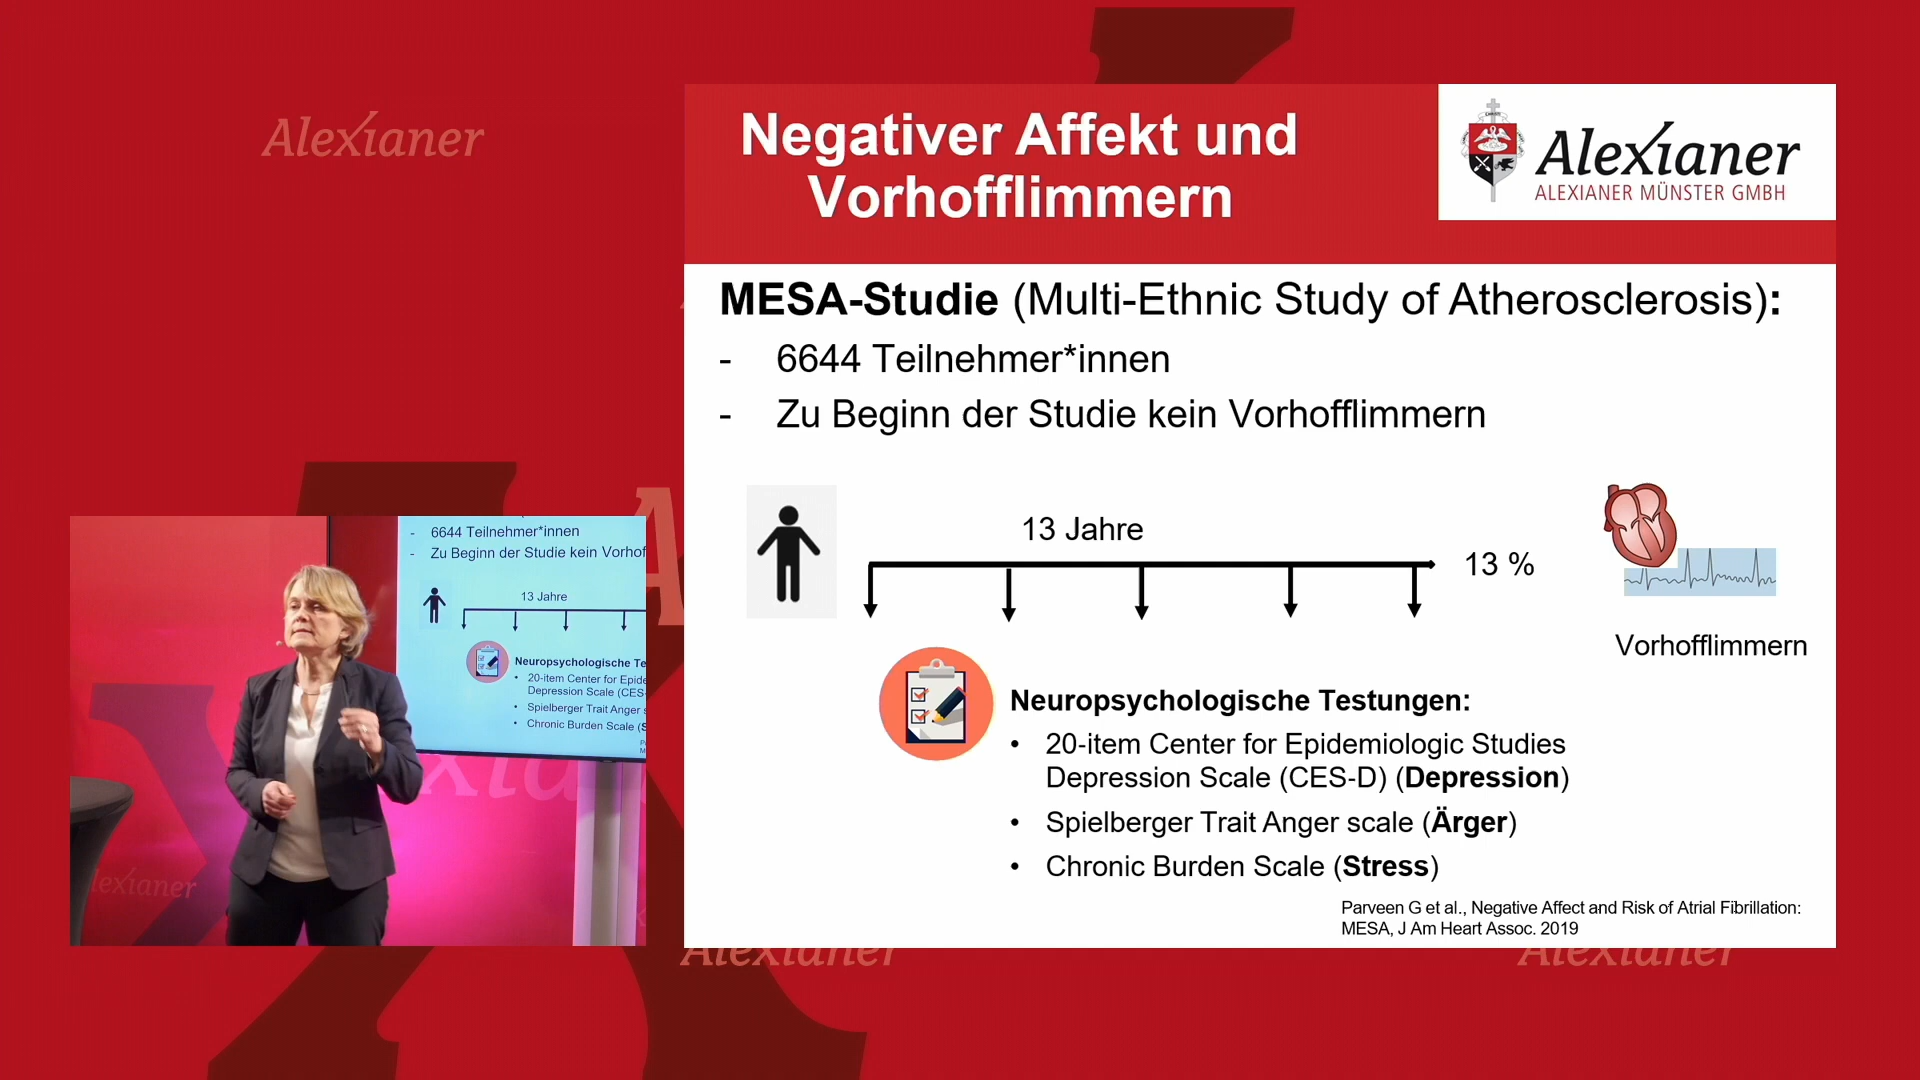 Alexianer
Negativer Affekt und
Vorhofflimmern
Alexianer
ALEXIANER MÜNSTER GMBH
MESA-Studie (Multi-Ethnic Study of Atherosclerosis):
- 6644 Teilnehmer*innen
- Zu Beginn der Studie kein Vorhofflimmern
13 Jahre
13 %
Vorhofflimmern
Neuropsychologische Testungen:
• 20-item Center for Epidemiologic Studies
Depression Scale (CES-D) (Depression)
• Spielberger Trait Anger scale (Ärger)
• Chronic Burden Scale (Stress)
Parveen G et al., Negative Affect and Risk of Atrial Fibrillation:
MESA, J Am Heart Assoc. 2019
- 6644 Teilnehmer*innen
- Zu Beginn der Studie kein Vorhof
13 Jahre
Neuropsychologische Te
• 20-item Center for Epide
Depression Scale (CES-
• Spielberger Trait Anger s
• Chronic Burden Scale (S
lexianer
Alexianer
Alexianer